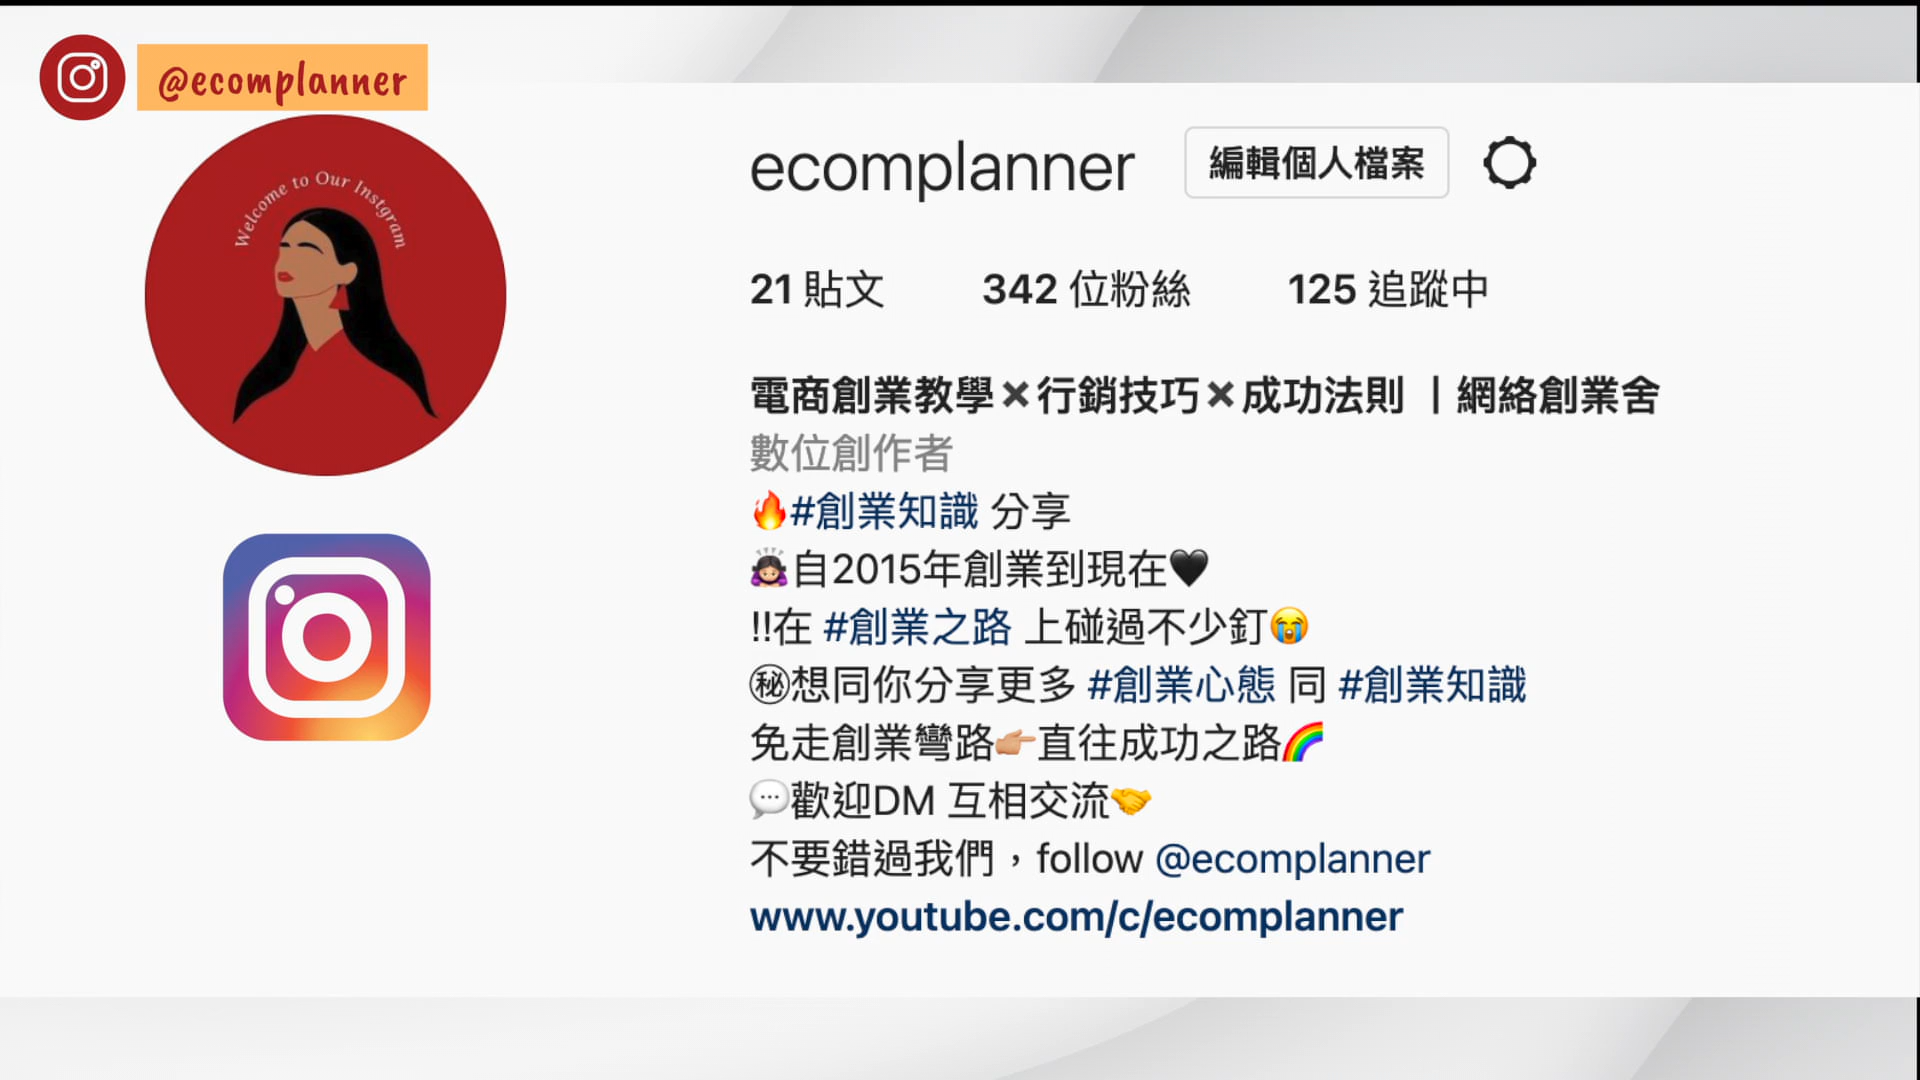 @ecomplanner
Welcome to Our Instgram
ecomplanner 編輯個人檔案
21 貼文 342 位粉絲 125 追蹤中
電商創業教學✖行銷技巧✖成功法則 | 網絡創業舍
數位創作者
🔥#創業知識 分享
🙇🏻‍♀️自2015年創業到現在🖤
‼在 #創業之路 上碰過不少釘😭
㊙想同你分享更多 #創業心態 同 #創業知識
免走創業彎路👉🏼直往成功之路🌈
💬歡迎DM 互相交流🤝
不要錯過我們，follow @ecomplanner
www.youtube.com/c/ecomplanner